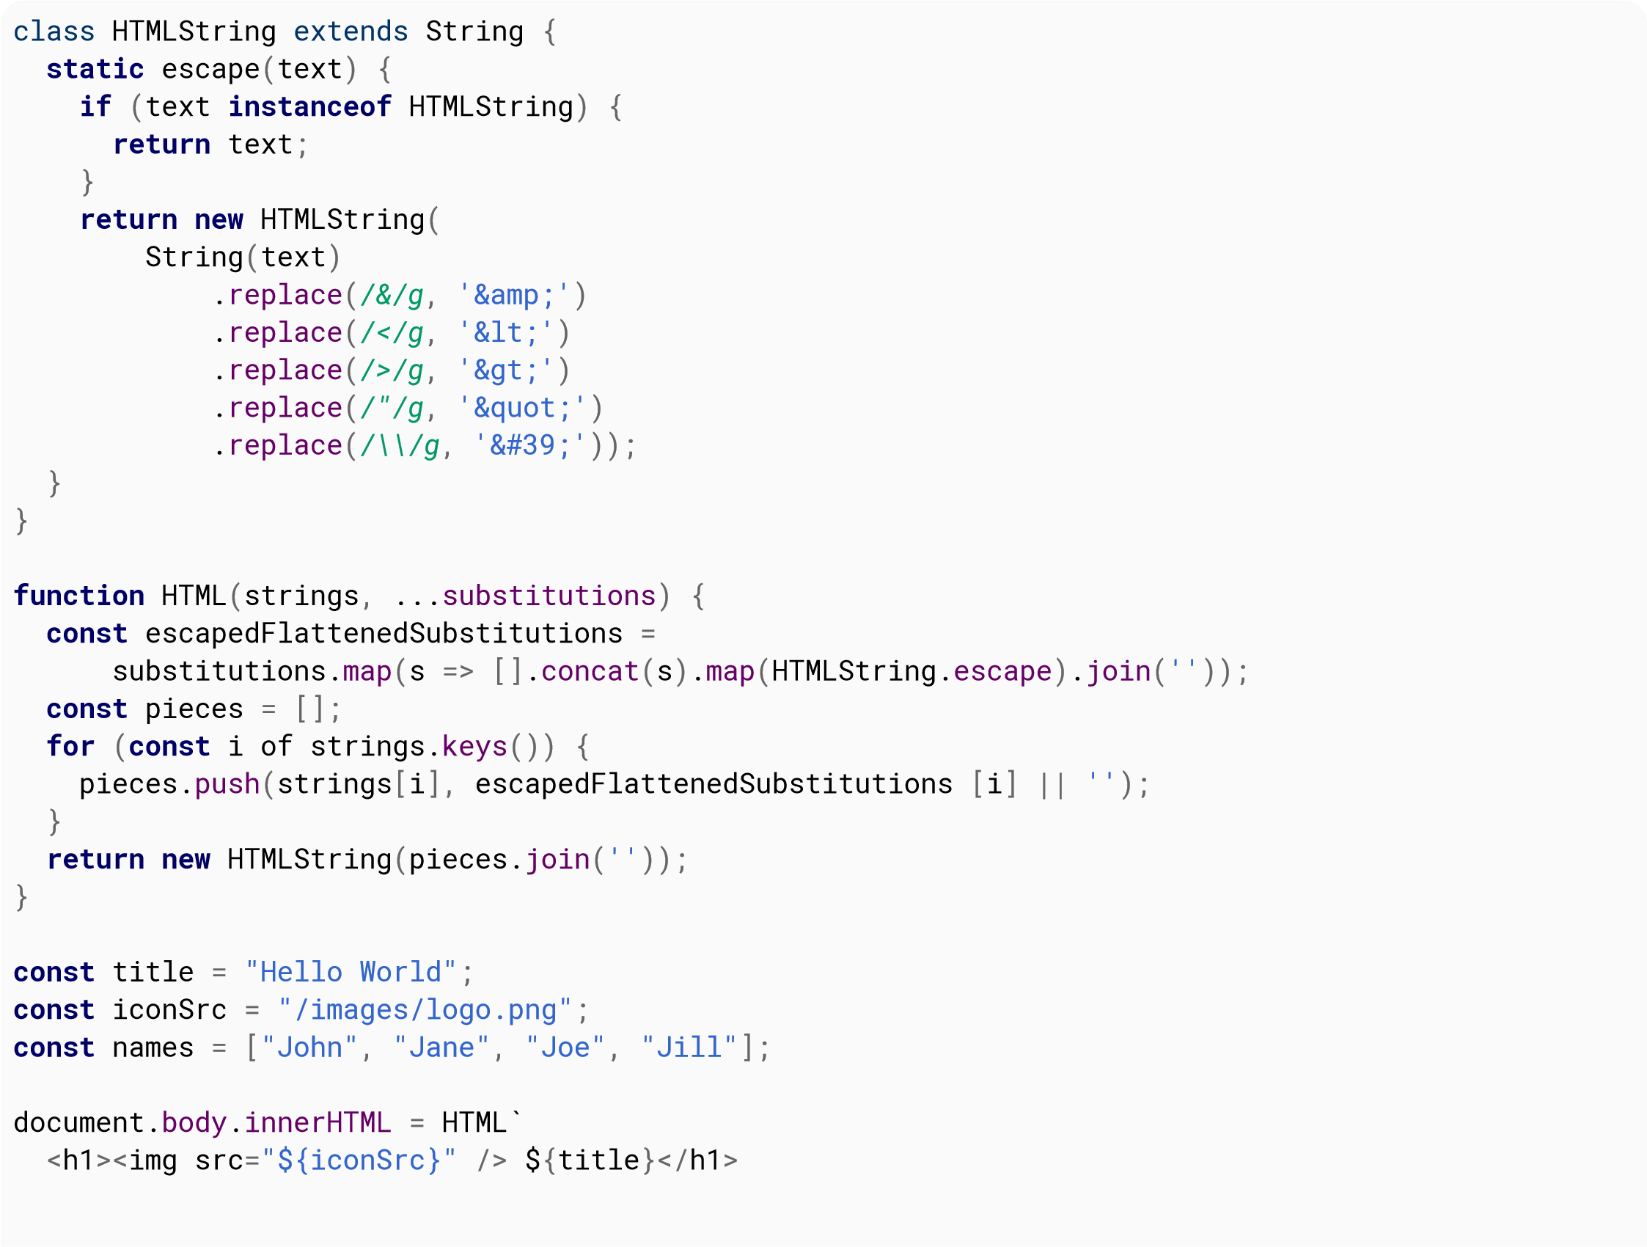 class HTMLString extends String {
  static escape(text) {
    if (text instanceof HTMLString) {
      return text;
    }
    return new HTMLString(
        String(text)
            .replace(/&/g, '&amp;')
            .replace(/</g, '&lt;')
            .replace(/>/g, '&gt;')
            .replace(/"/g, '&quot;')
            .replace(/\\/g, '&#39;'));
  }
}

function HTML(strings, ...substitutions) {
  const escapedFlattenedSubstitutions =
      substitutions.map(s => [].concat(s).map(HTMLString.escape).join(''));
  const pieces = [];
  for (const i of strings.keys()) {
    pieces.push(strings[i], escapedFlattenedSubstitutions [i] || '');
  }
  return new HTMLString(pieces.join(''));
}

const title = "Hello World";
const iconSrc = "/images/logo.png";
const names = ["John", "Jane", "Joe", "Jill"];

document.body.innerHTML = HTML`
  <h1><img src="${iconSrc}" /> ${title}</h1>